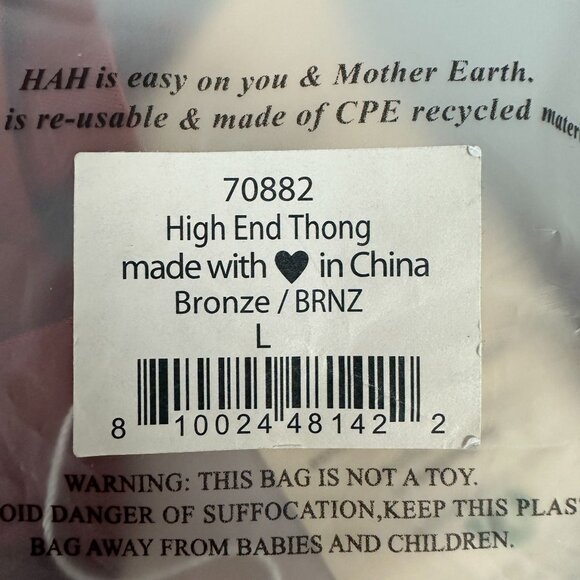 HAH is easy on you & Mother Earth.
is re-usable & made of CPE recycled
70882
High End Thong
made with ♥ in China
Bronze / BRNZ
L
8 10024 48142 2
WARNING: THIS BAG IS NOT A TOY.
DANGER OF SUFFOCATION,KEEP THIS
BAG AWAY FROM BABIES AND CHILDREN.